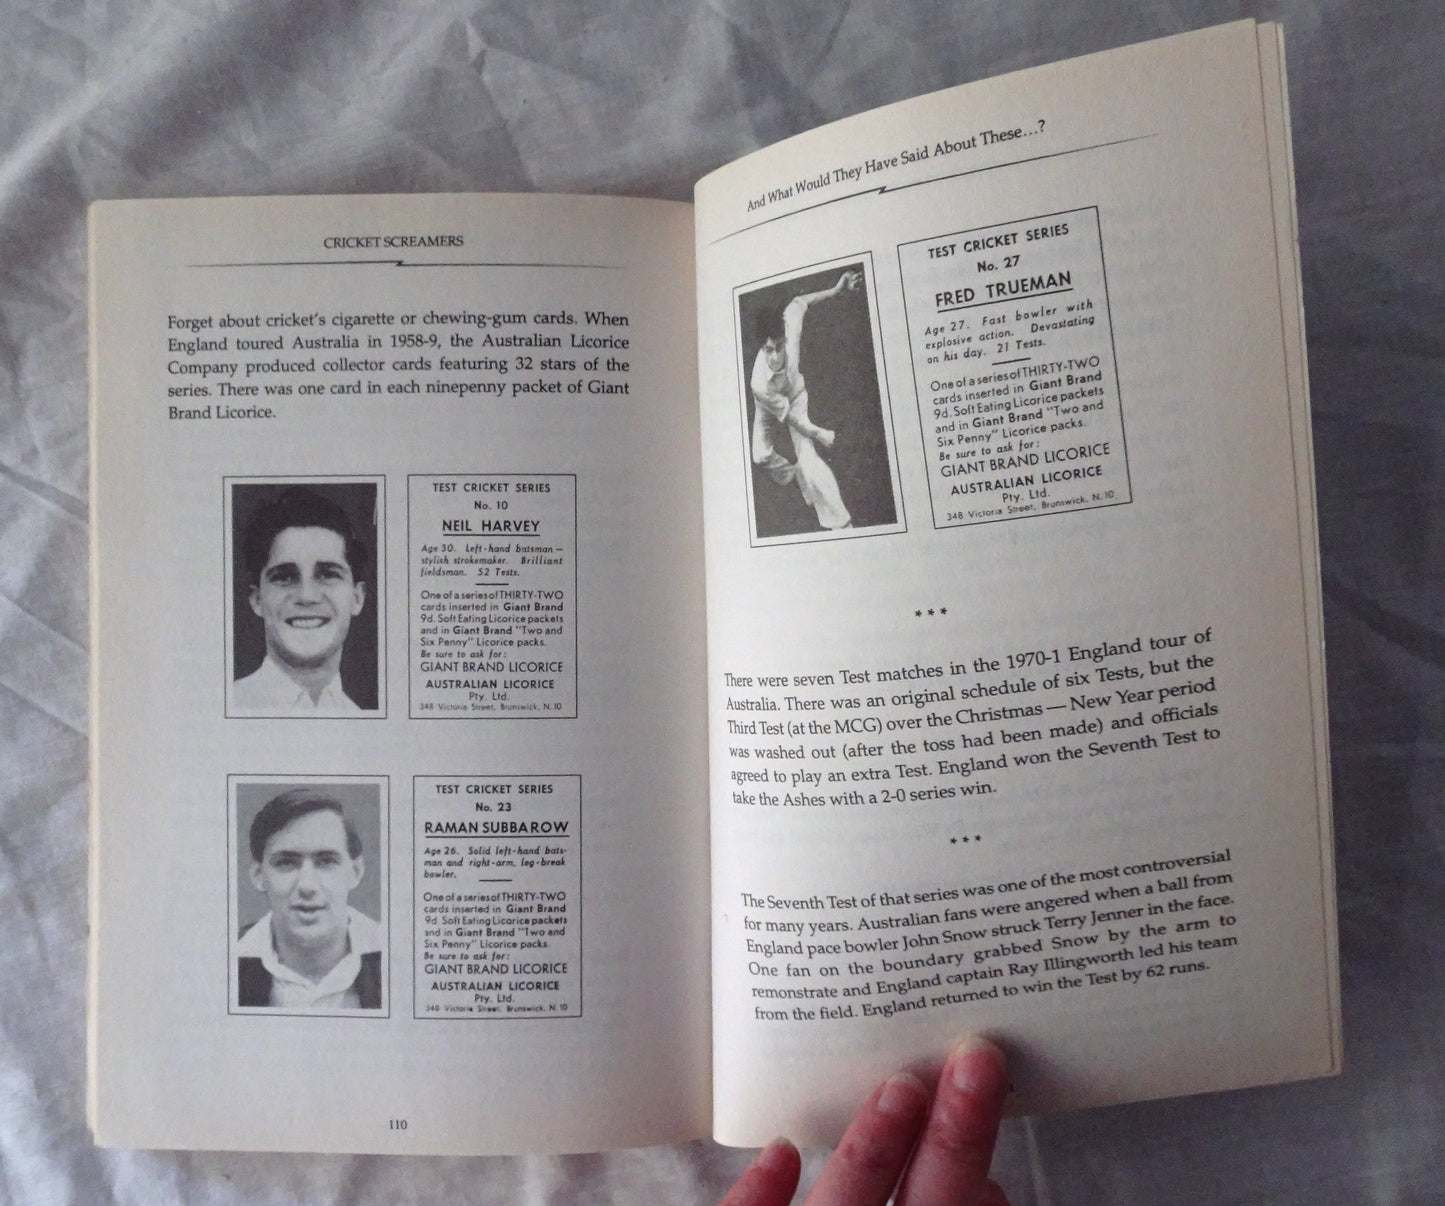 CRICKET SCREAMERS
Forget about cricket's cigarette or chewing-gum cards. When
England toured Australia in 1958-9, the Australian Licorice
Company produced collector cards featuring 32 stars of the
series. There was one card in each ninepenny packet of Giant
Brand Licorice.
TEST CRICKET SERIES
No. 10
NEIL HARVEY
Age 30. Left-hand batsman —
stylish strokemaker. Brilliant
fieldsman. 52 Tests.
One of a series of THIRTY-TWO
cards inserted in Giant Brand
9d. Soft Eating Licorice packets
and in Giant Brand "Two and
Six Penny" Licorice packs.
Be sure to ask for:
GIANT BRAND LICORICE
AUSTRALIAN LICORICE
Pty. Ltd.
348 Victoria Street, Brunswick, N. 10
TEST CRICKET SERIES
No. 23
RAMAN SUBBAROW
Age 26. Solid left-hand bats-
man and right-arm, leg-break
bowler.
One of a series of THIRTY-TWO
cards inserted in Giant Brand
9d. Soft Eating Licorice packets
and in Giant Brand "Two and
Six Penny" Licorice packs
Be sure to ask for:
GIANT BRAND LICORICE
AUSTRALIAN LICORICE
Pty. Ltd.
348 Victoria Street, Brunswick, N. 10
110
And What Would They Have Said About These...?
TEST CRICKET SERIES
No. 27
FRED TRUEMAN
Age 27. Fast bowler with
explosive action. Devastating
on his day. 21 Tests.
One of a series of THIRTY-TWO
cards inserted in Giant Brand
9d. Soft Eating Licorice packets
and in Giant Brand "Two and
Six Penny" Licorice packs.
Be sure to ask for:
GIANT BRAND LICORICE
AUSTRALIAN LICORICE
Pty. Ltd.
348 Victoria Street, Brunswick, N. 10
* * *
There were seven Test matches in the 1970-1 England tour of
Australia. There was an original schedule of six Tests, but the
Third Test (at the MCG) over the Christmas — New Year period
was washed out (after the toss had been made) and officials
agreed to play an extra Test. England won the Seventh Test to
take the Ashes with a 2-0 series win.
* * *
The Seventh Test of that series was one of the most controversial
for many years. Australian fans were angered when a ball from
England pace bowler John Snow struck Terry Jenner in the face.
One fan on the boundary grabbed Snow by the arm to
remonstrate and England captain Ray Illingworth led his team
from the field. England returned to win the Test by 62 runs.